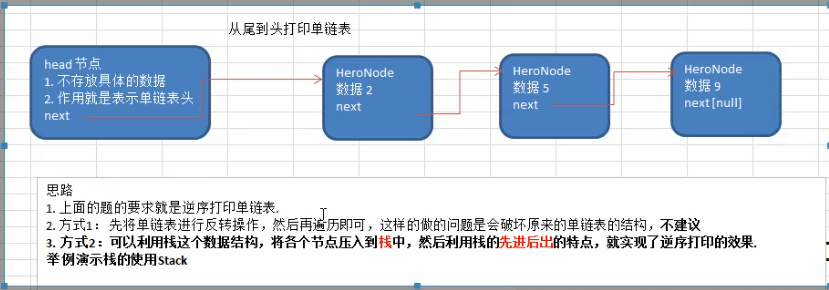 从尾到头打印单链表
head 节点
1. 不存放具体的数据
2. 作用就是表示单链表头
next
HeroNode
数据 2
next
HeroNode
数据 5
next
HeroNode
数据 9
next [null]
思路
1. 上面的题的要求就是逆序打印单链表.
2. 方式1： 先将单链表进行反转操作，然后再遍历即可，这样的做的问题是会破坏原来的单链表的结构，不建议
3. 方式2：可以利用栈这个数据结构，将各个节点压入到栈中，然后利用栈的先进后出的特点，就实现了逆序打印的效果.
举例演示栈的使用Stack